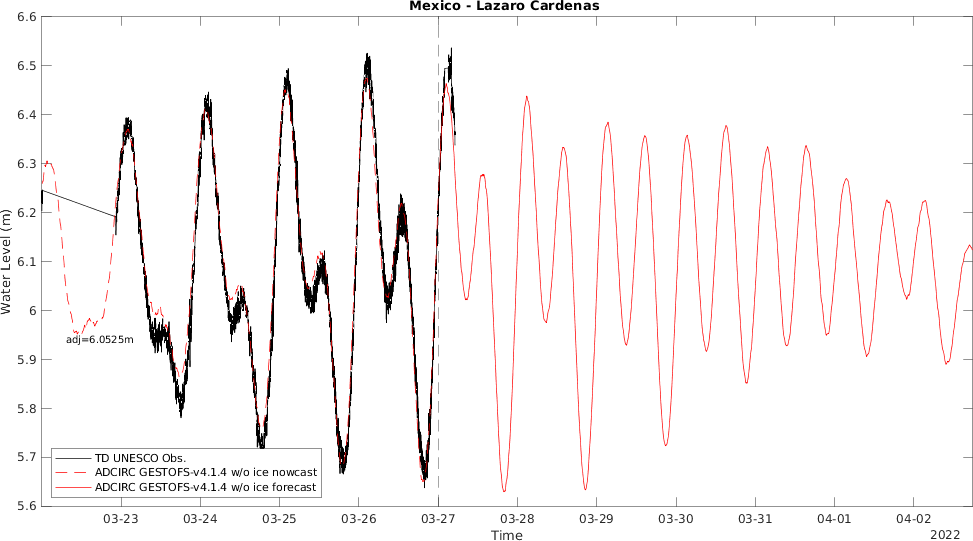 Mexico - Lazaro Cardenas
Water Level (m)
6.6
6.5
6.4
6.3
6.2
6.1
6
5.9
5.8
5.7
5.6
adj=6.0525m
TD UNESCO Obs.
ADCIRC GESTOFS-v4.1.4 w/o ice nowcast
ADCIRC GESTOFS-v4.1.4 w/o ice forecast
03-23 03-24 03-25 03-26 03-27 03-28 03-29 03-30 03-31 04-01 04-02
Time
2022